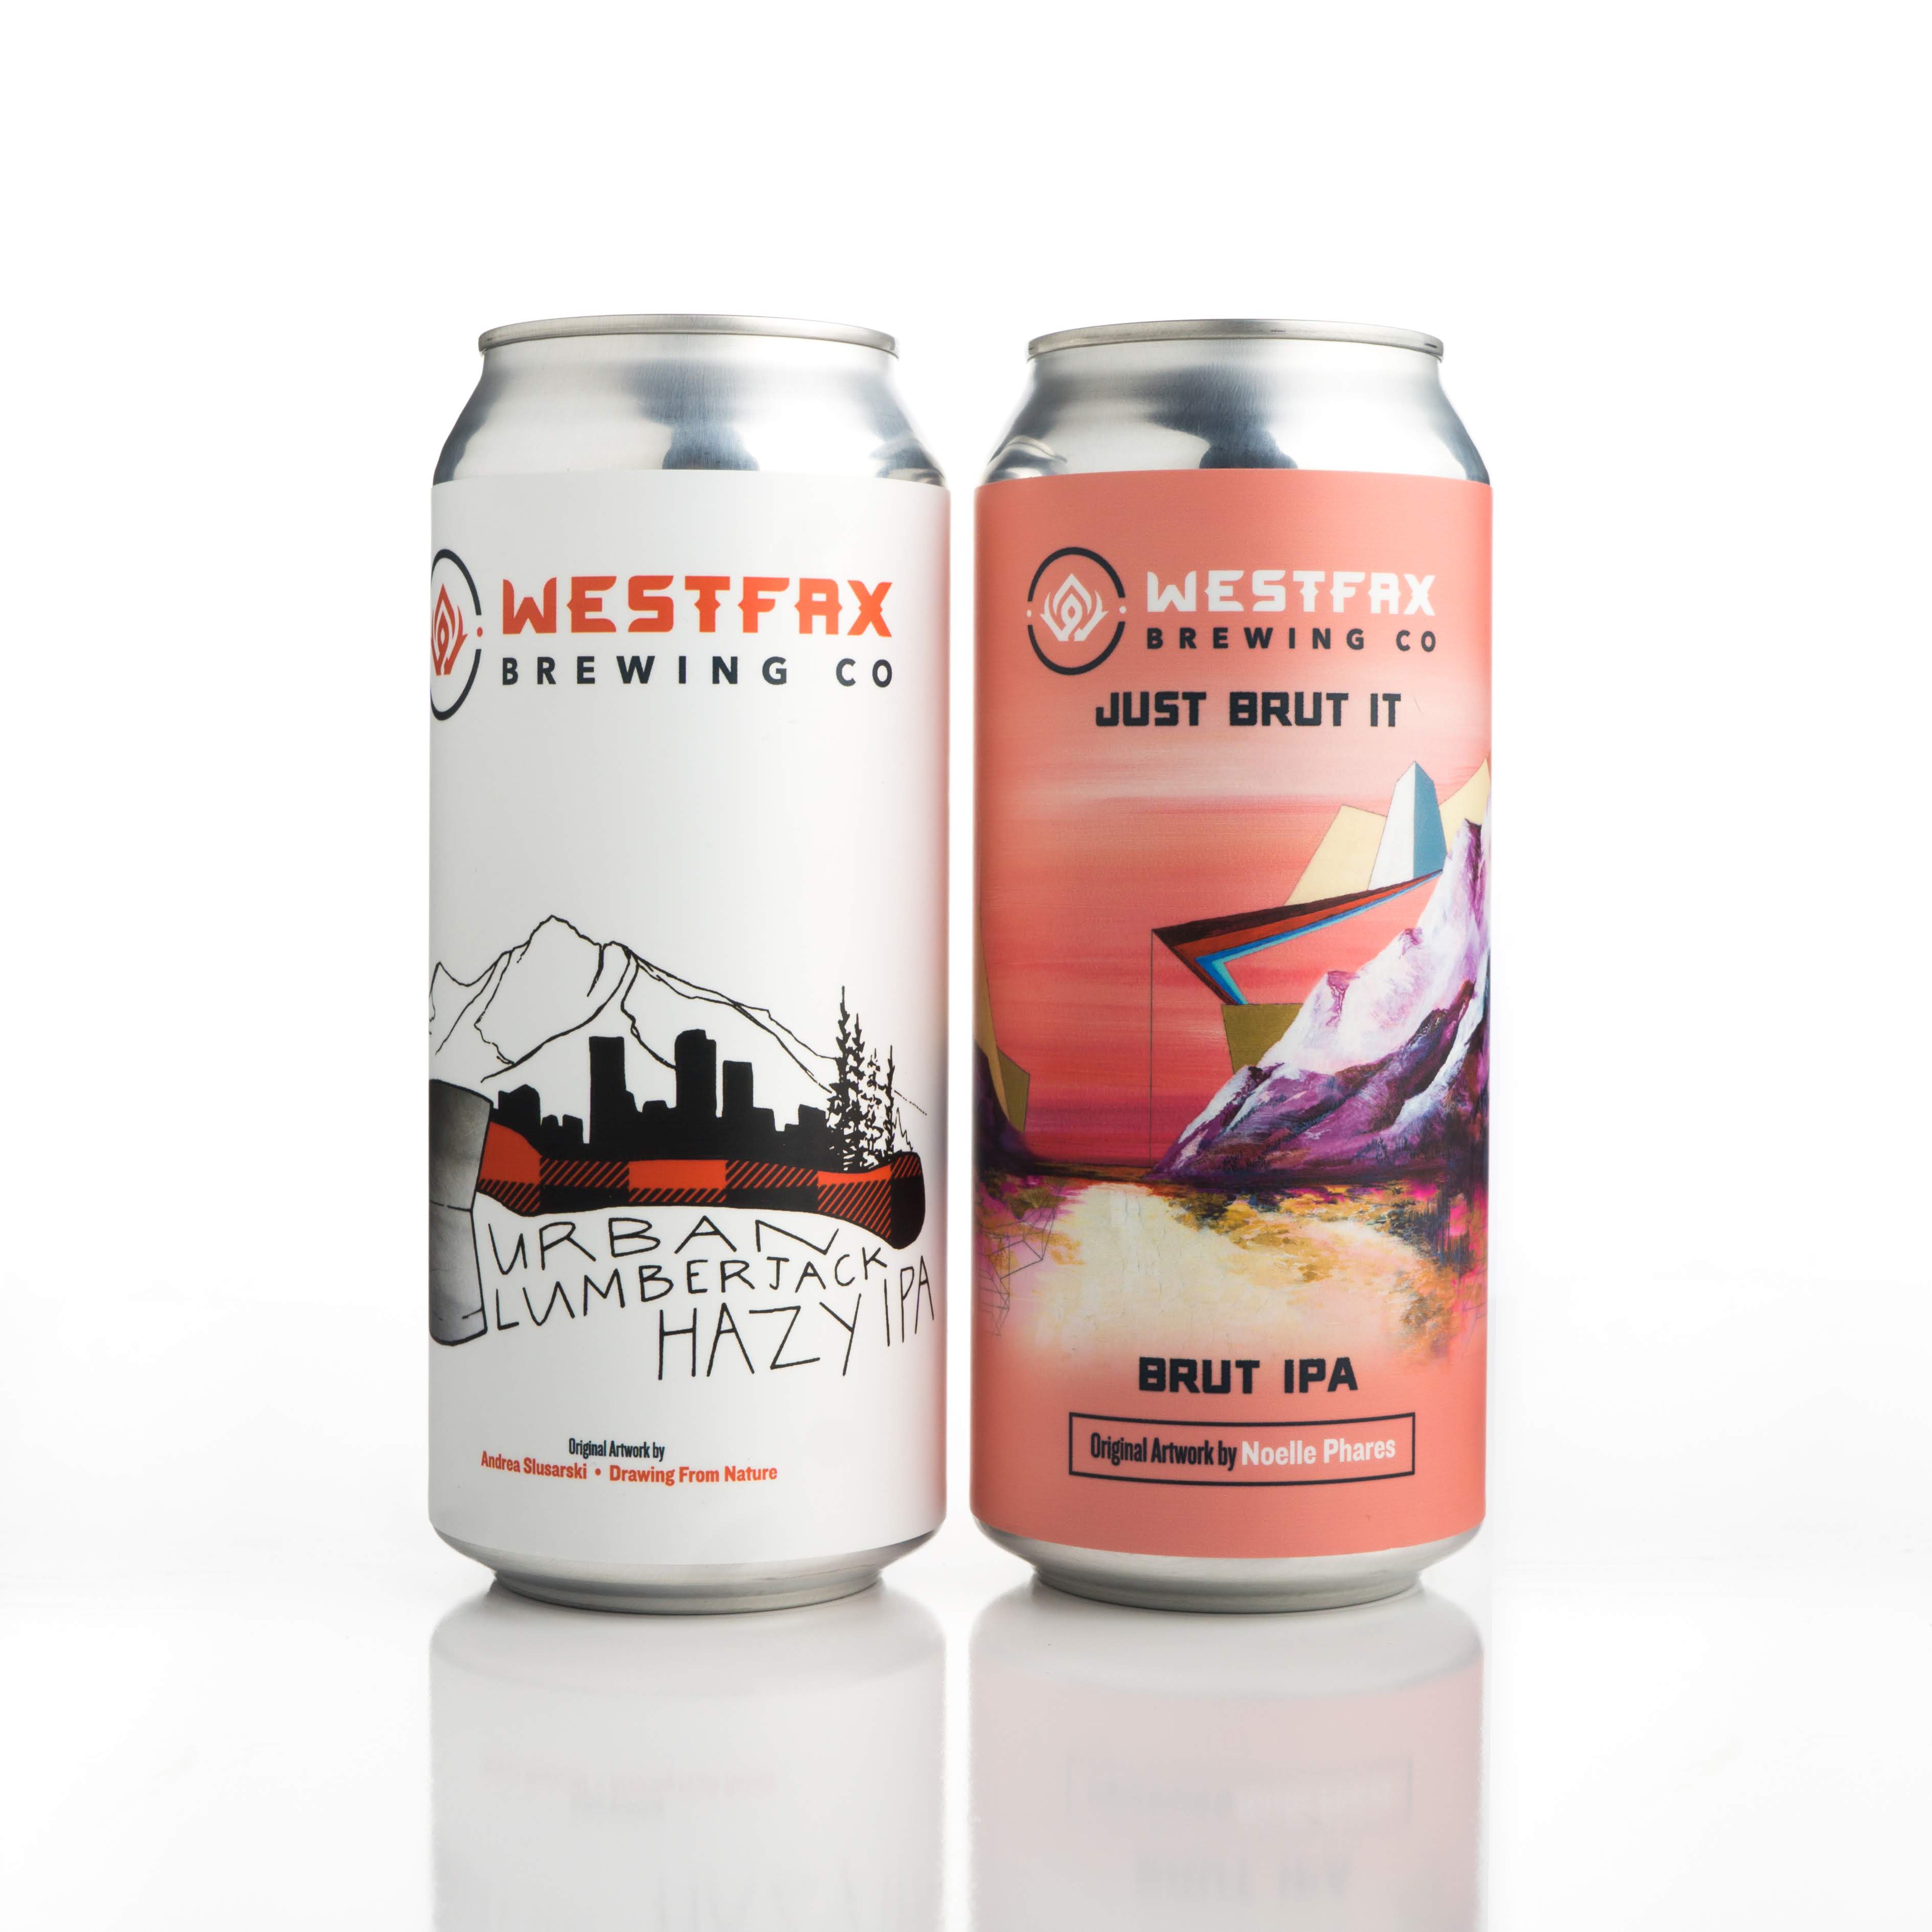 WESTFAX
BREWING CO
URBAN
LUMBERJACK
HAZY IPA
Original Artwork by
Andrea Slusarski • Drawing From Nature
WESTFAX
BREWING CO
JUST BRUT IT
BRUT IPA
Original Artwork by Noelle Phares